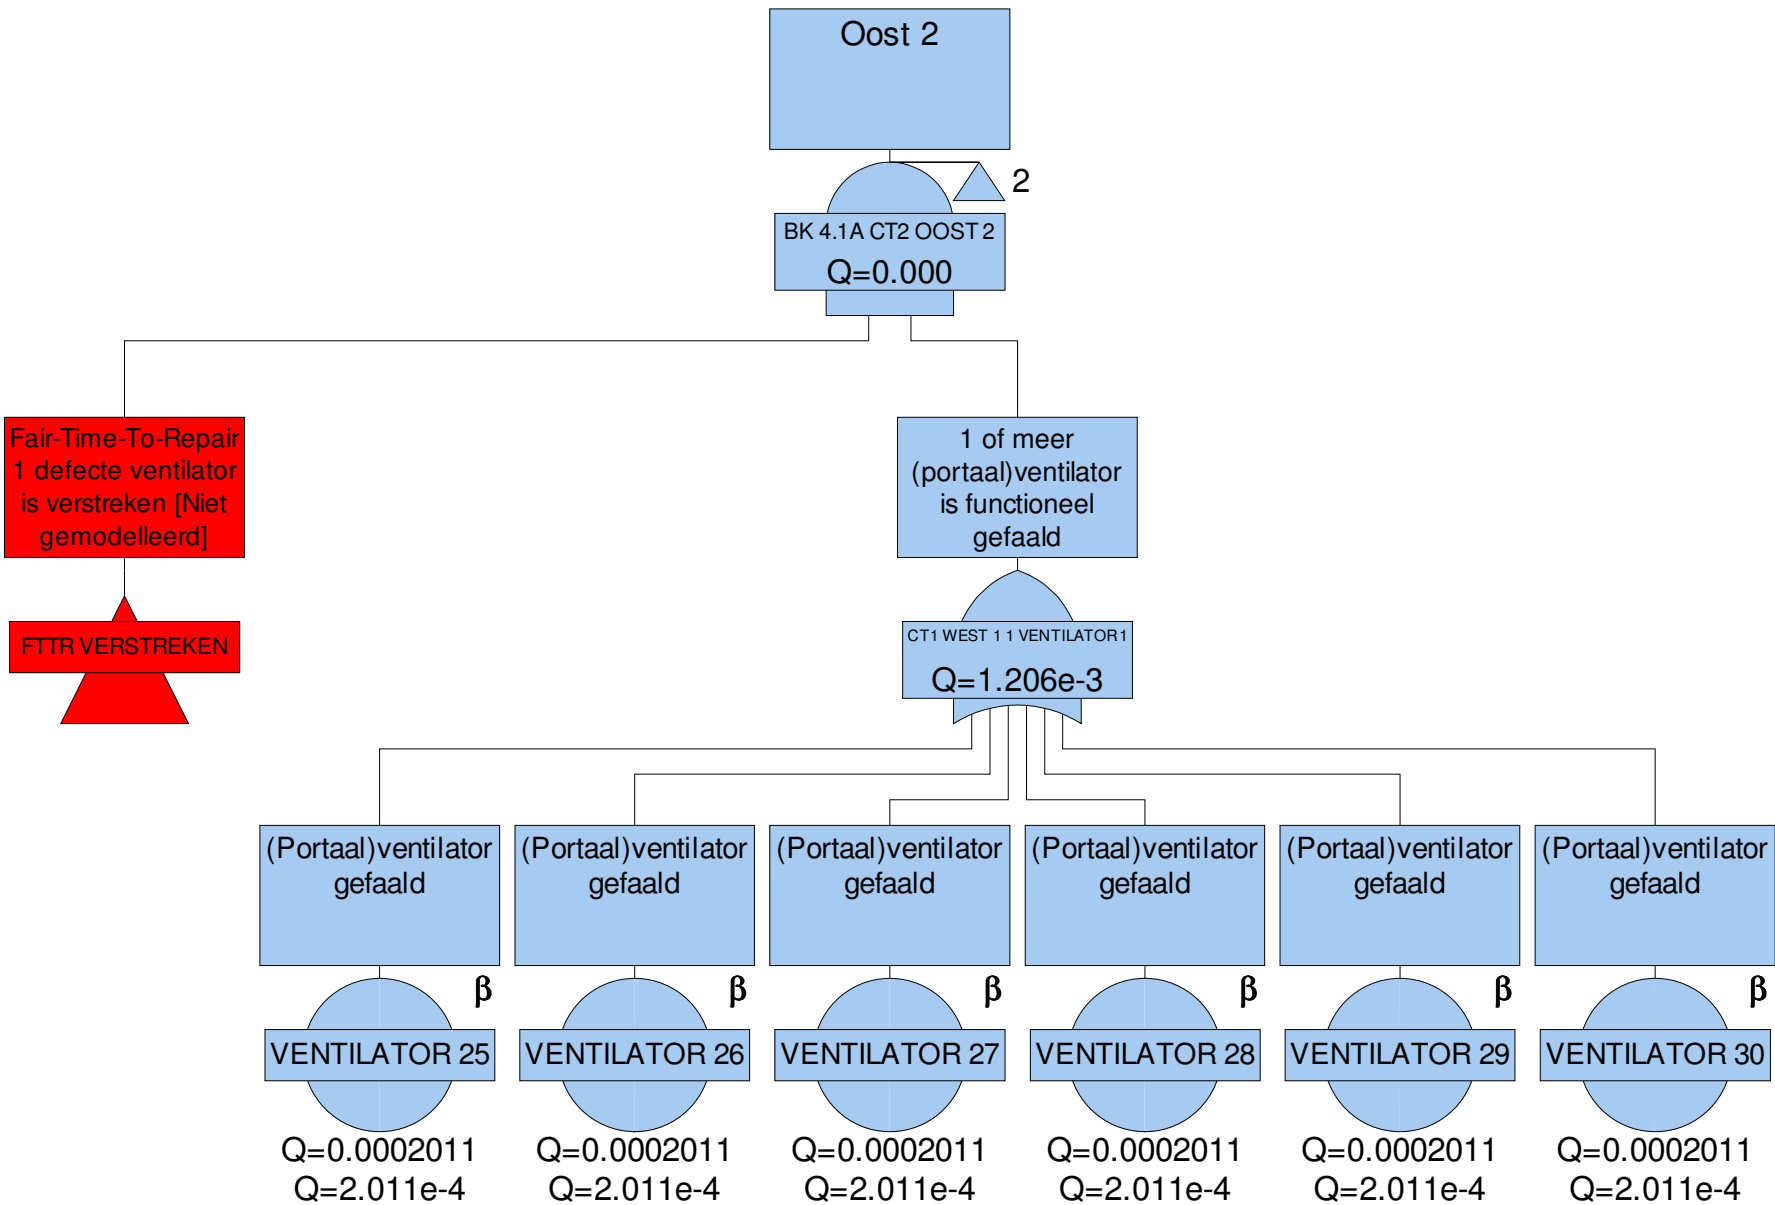 Oost 2
2
BK 4.1A CT2 OOST 2
Q=0.000
Fair-Time-To-Repair
1 defecte ventilator
is verstreken [Niet
gemodelleerd]
FTTR VERSTREKEN
1 of meer
(portaal)ventilator
is functioneel
gefaald
CT1 WEST 1 1 VENTILATOR1
Q=1.206e-3
(Portaal)ventilator
gefaald
β
VENTILATOR 25
Q=0.0002011
Q=2.011e-4
(Portaal)ventilator
gefaald
β
VENTILATOR 26
Q=0.0002011
Q=2.011e-4
(Portaal)ventilator
gefaald
β
VENTILATOR 27
Q=0.0002011
Q=2.011e-4
(Portaal)ventilator
gefaald
β
VENTILATOR 28
Q=0.0002011
Q=2.011e-4
(Portaal)ventilator
gefaald
β
VENTILATOR 29
Q=0.0002011
Q=2.011e-4
(Portaal)ventilator
gefaald
β
VENTILATOR 30
Q=0.0002011
Q=2.011e-4